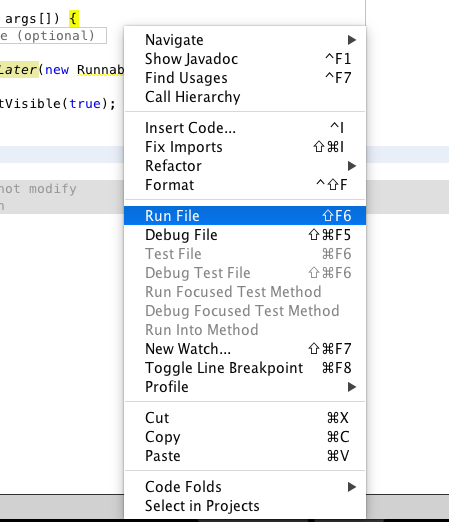 args[]) {
e (optional)
Later(new Runnab
tVisible(true);
not modify
n
Navigate
Show Javadoc ^F1
Find Usages ^F7
Call Hierarchy
Insert Code... ^I
Fix Imports ⇧⌘I
Refactor
Format ^⇧F
Run File ⇧F6
Debug File ⇧⌘F5
Test File ⌘F6
Debug Test File ⇧⌘F6
Run Focused Test Method
Debug Focused Test Method
Run Into Method
New Watch... ⇧⌘F7
Toggle Line Breakpoint ⌘F8
Profile
Cut ⌘X
Copy ⌘C
Paste ⌘V
Code Folds
Select in Projects